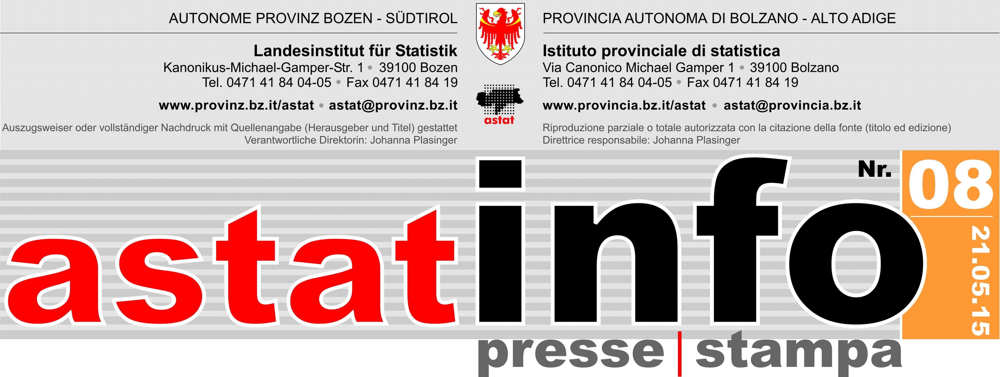 AUTONOME PROVINZ BOZEN - SÜDTIROL
Landesinstitut für Statistik
Kanonikus-Michael-Gamper-Str. 1 • 39100 Bozen
Tel. 0471 41 84 04-05 • Fax 0471 41 84 19
www.provinz.bz.it/astat • astat@provinz.bz.it
Auszugsweiser oder vollständiger Nachdruck mit Quellenangabe (Herausgeber und Titel) gestattet
Verantwortliche Direktorin: Johanna Plasinger
astat
PROVINCIA AUTONOMA DI BOLZANO - ALTO ADIGE
Istituto provinciale di statistica
Via Canonico Michael Gamper 1 • 39100 Bolzano
Tel. 0471 41 84 04-05 • Fax 0471 41 84 19
www.provincia.bz.it/astat • astat@provincia.bz.it
Riproduzione parziale o totale autorizzata con la citazione della fonte (titolo ed edizione)
Direttrice responsabile: Johanna Plasinger
astatinfo
Nr. 08
21.05.15
presse | stampa